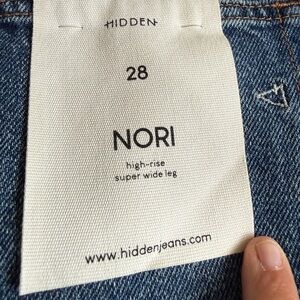 HIDDEN
28
NORI
high-rise
super wide leg
www.hiddenjeans.com